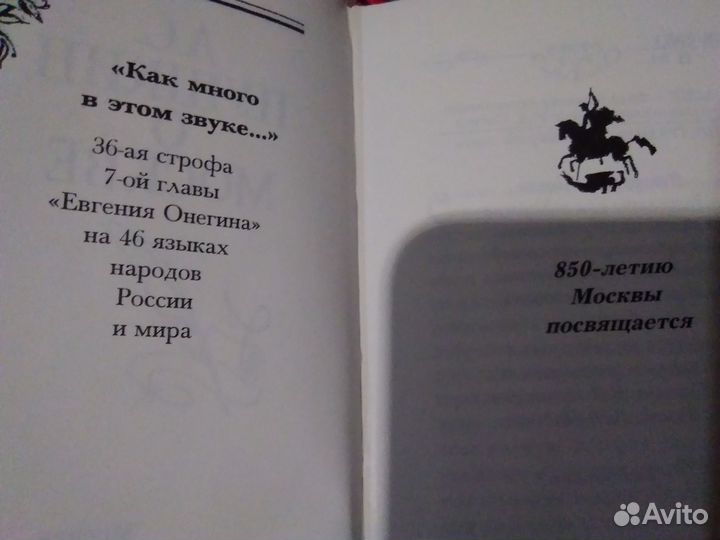 «Как много
в этом звуке...»
36-ая строфа
7-ой главы
«Евгения Онегина»
на 46 языках
народов
России
и мира
850-летию
Москвы
посвящается
Avito